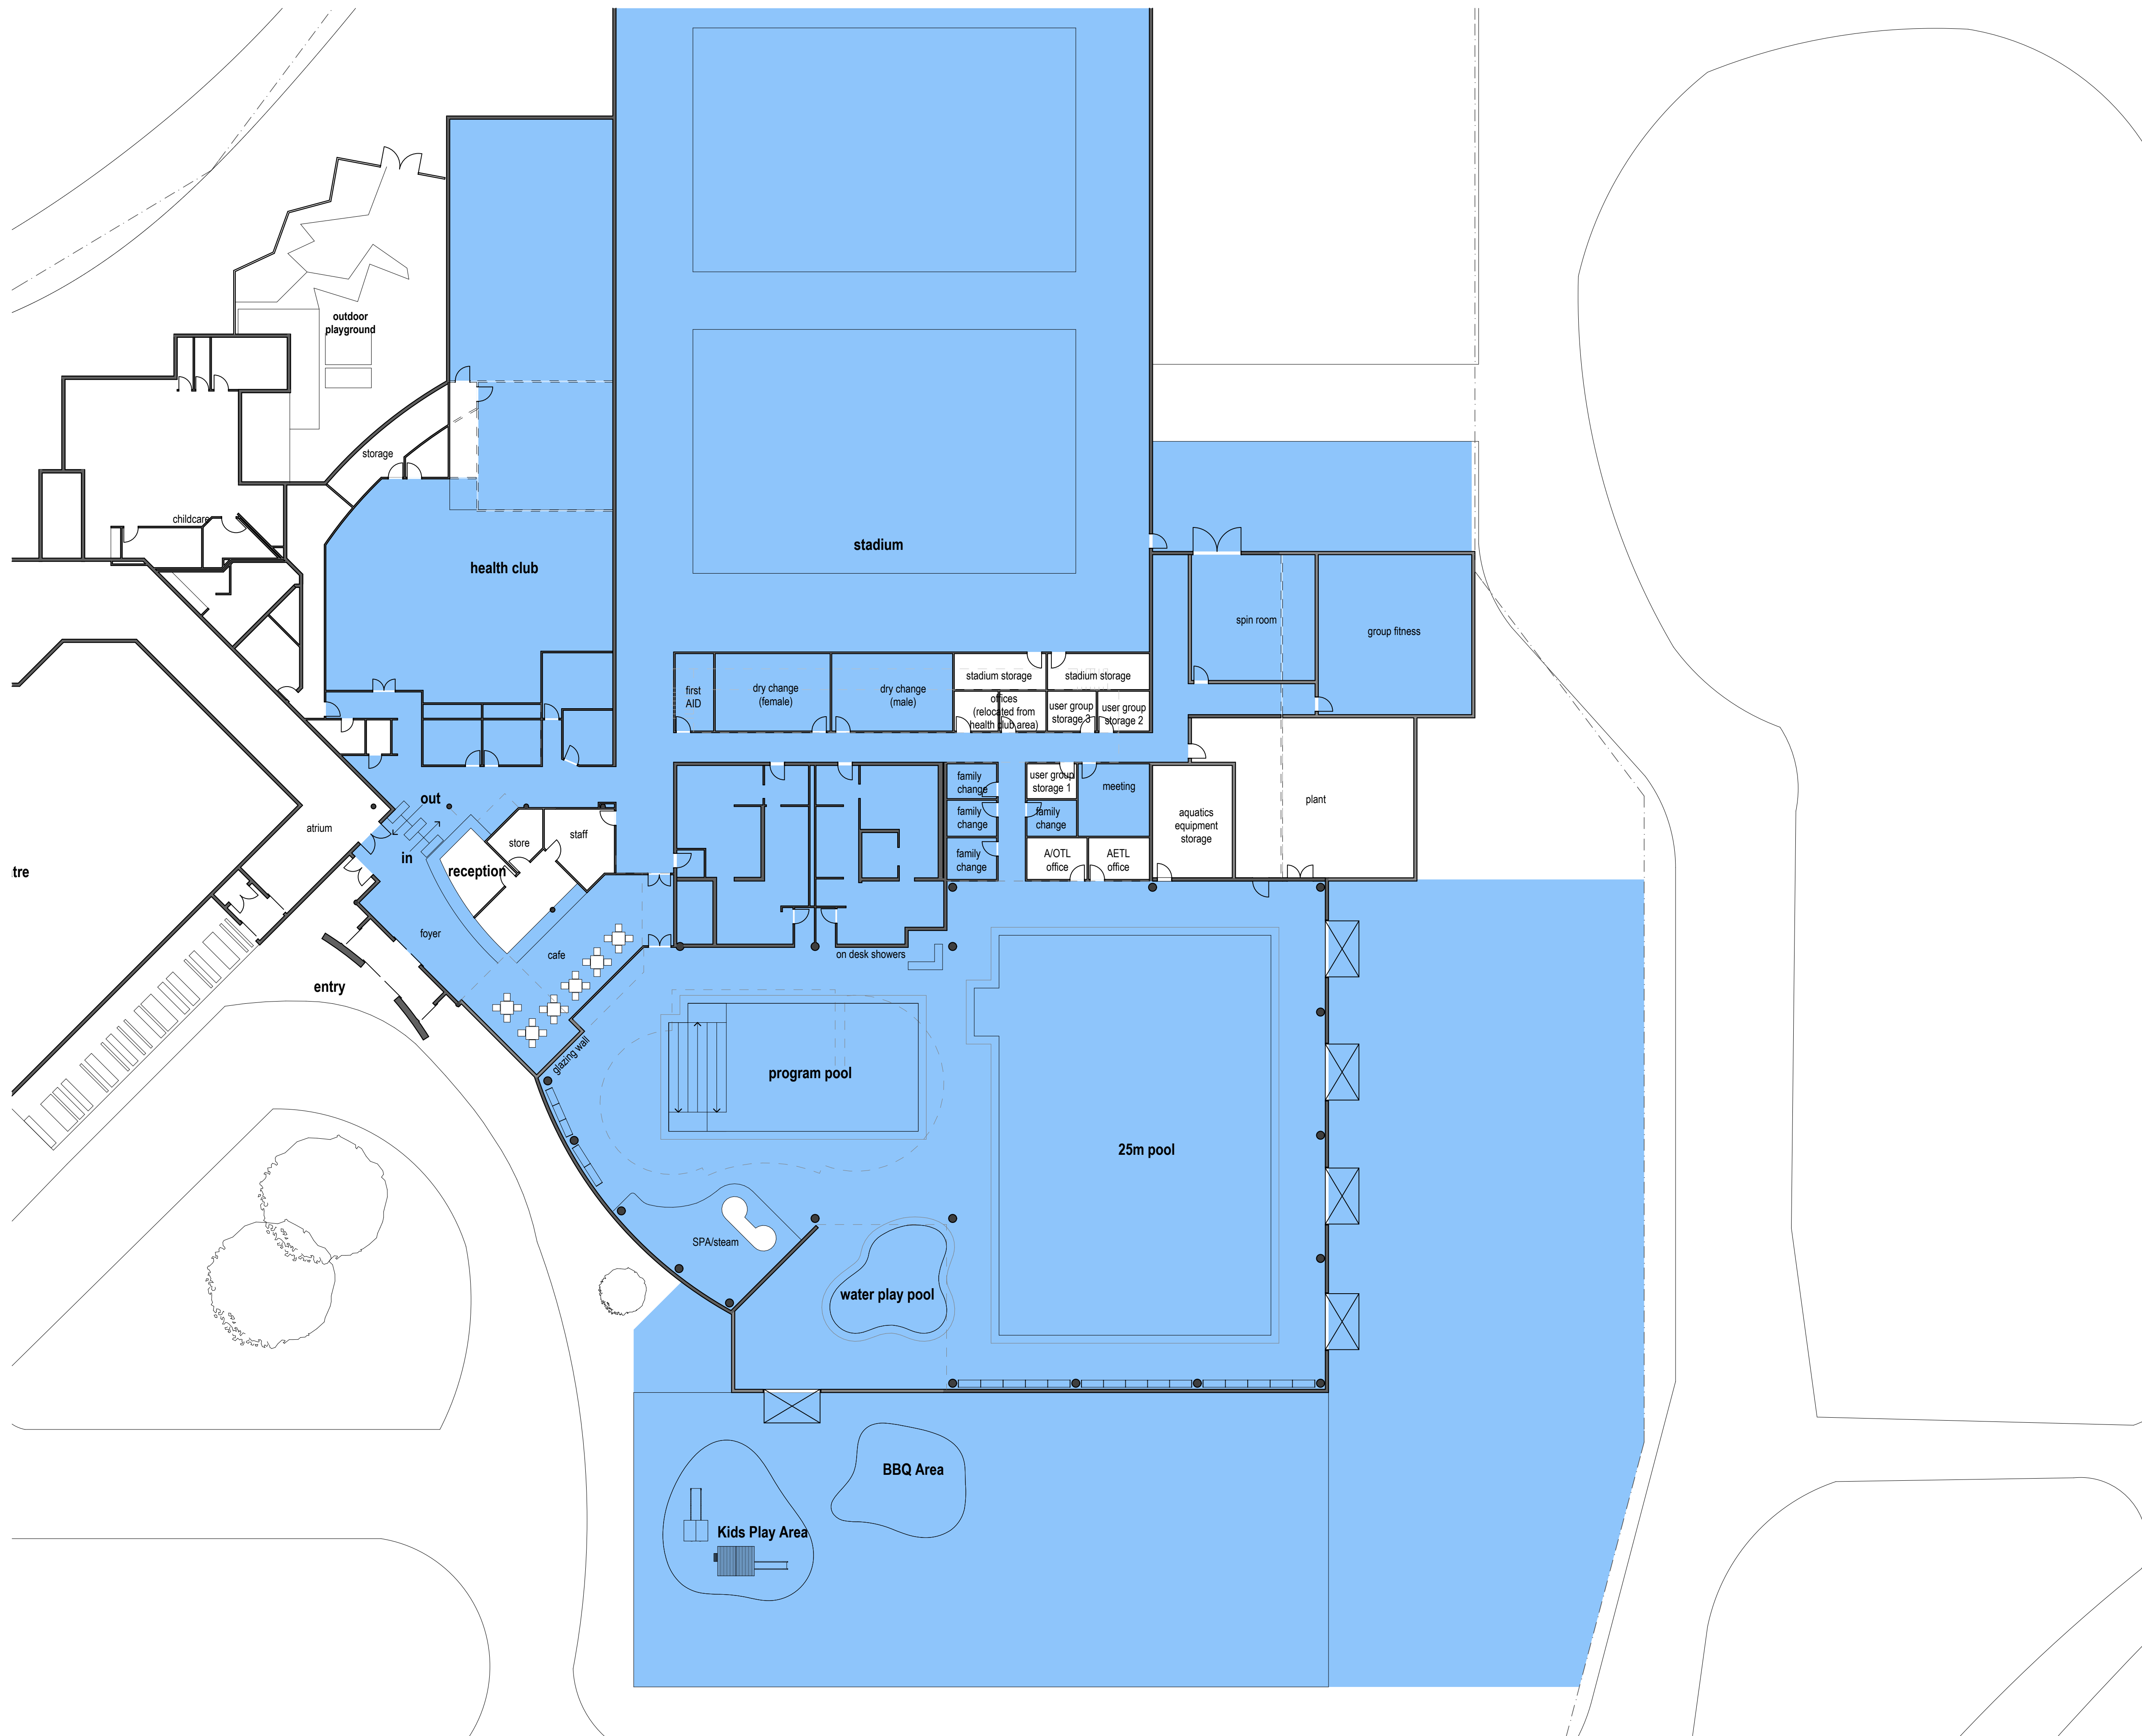 outdoor
playground
storage
childcare
health club
stadium
spin room
group fitness
first
AID
dry change
(female)
dry change
(male)
stadium storage
stadium storage
offices
(relocated from
health club area)
user group
storage 3
user group
storage 2
family
change
user group
storage 1
meeting
family
change
family
change
family
change
A/OTL
office
AETL
office
aquatics
equipment
storage
plant
out
in
atrium
store
staff
reception
tre
foyer
cafe
entry
on desk showers
glazing wall
program pool
25m pool
SPA/steam
water play pool
BBQ Area
Kids Play Area